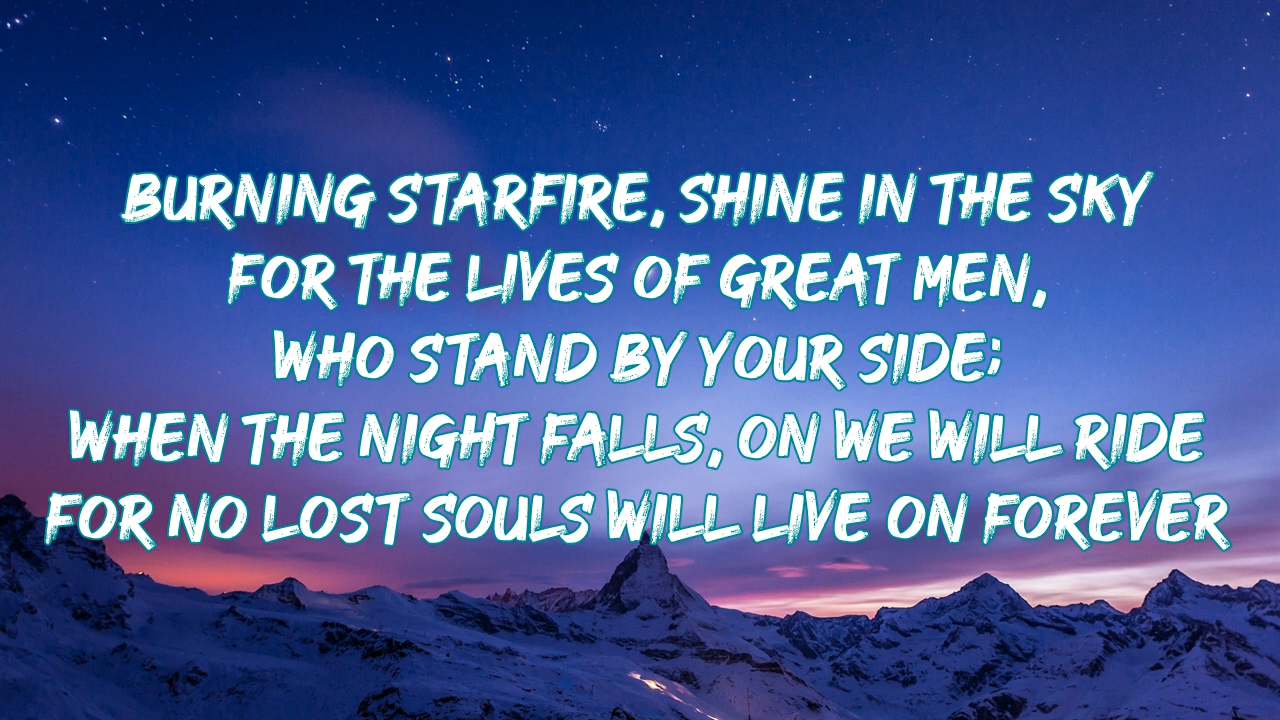 BURNING STARFIRE, SHINE IN THE SKY
FOR THE LIVES OF GREAT MEN,
WHO STAND BY YOUR SIDE;
WHEN THE NIGHT FALLS, ON WE WILL RIDE
FOR NO LOST SOULS WILL LIVE ON FOREVER